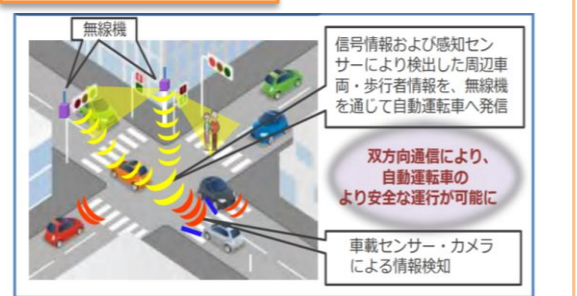 無線機
信号情報および感知セン
サーにより検出した周辺車
両・歩行者情報を、無線機
を通じて自動運転車へ発信
双方向通信により、
自動運転車の
より安全な運行が可能に
車載センサー・カメラ
による情報検知